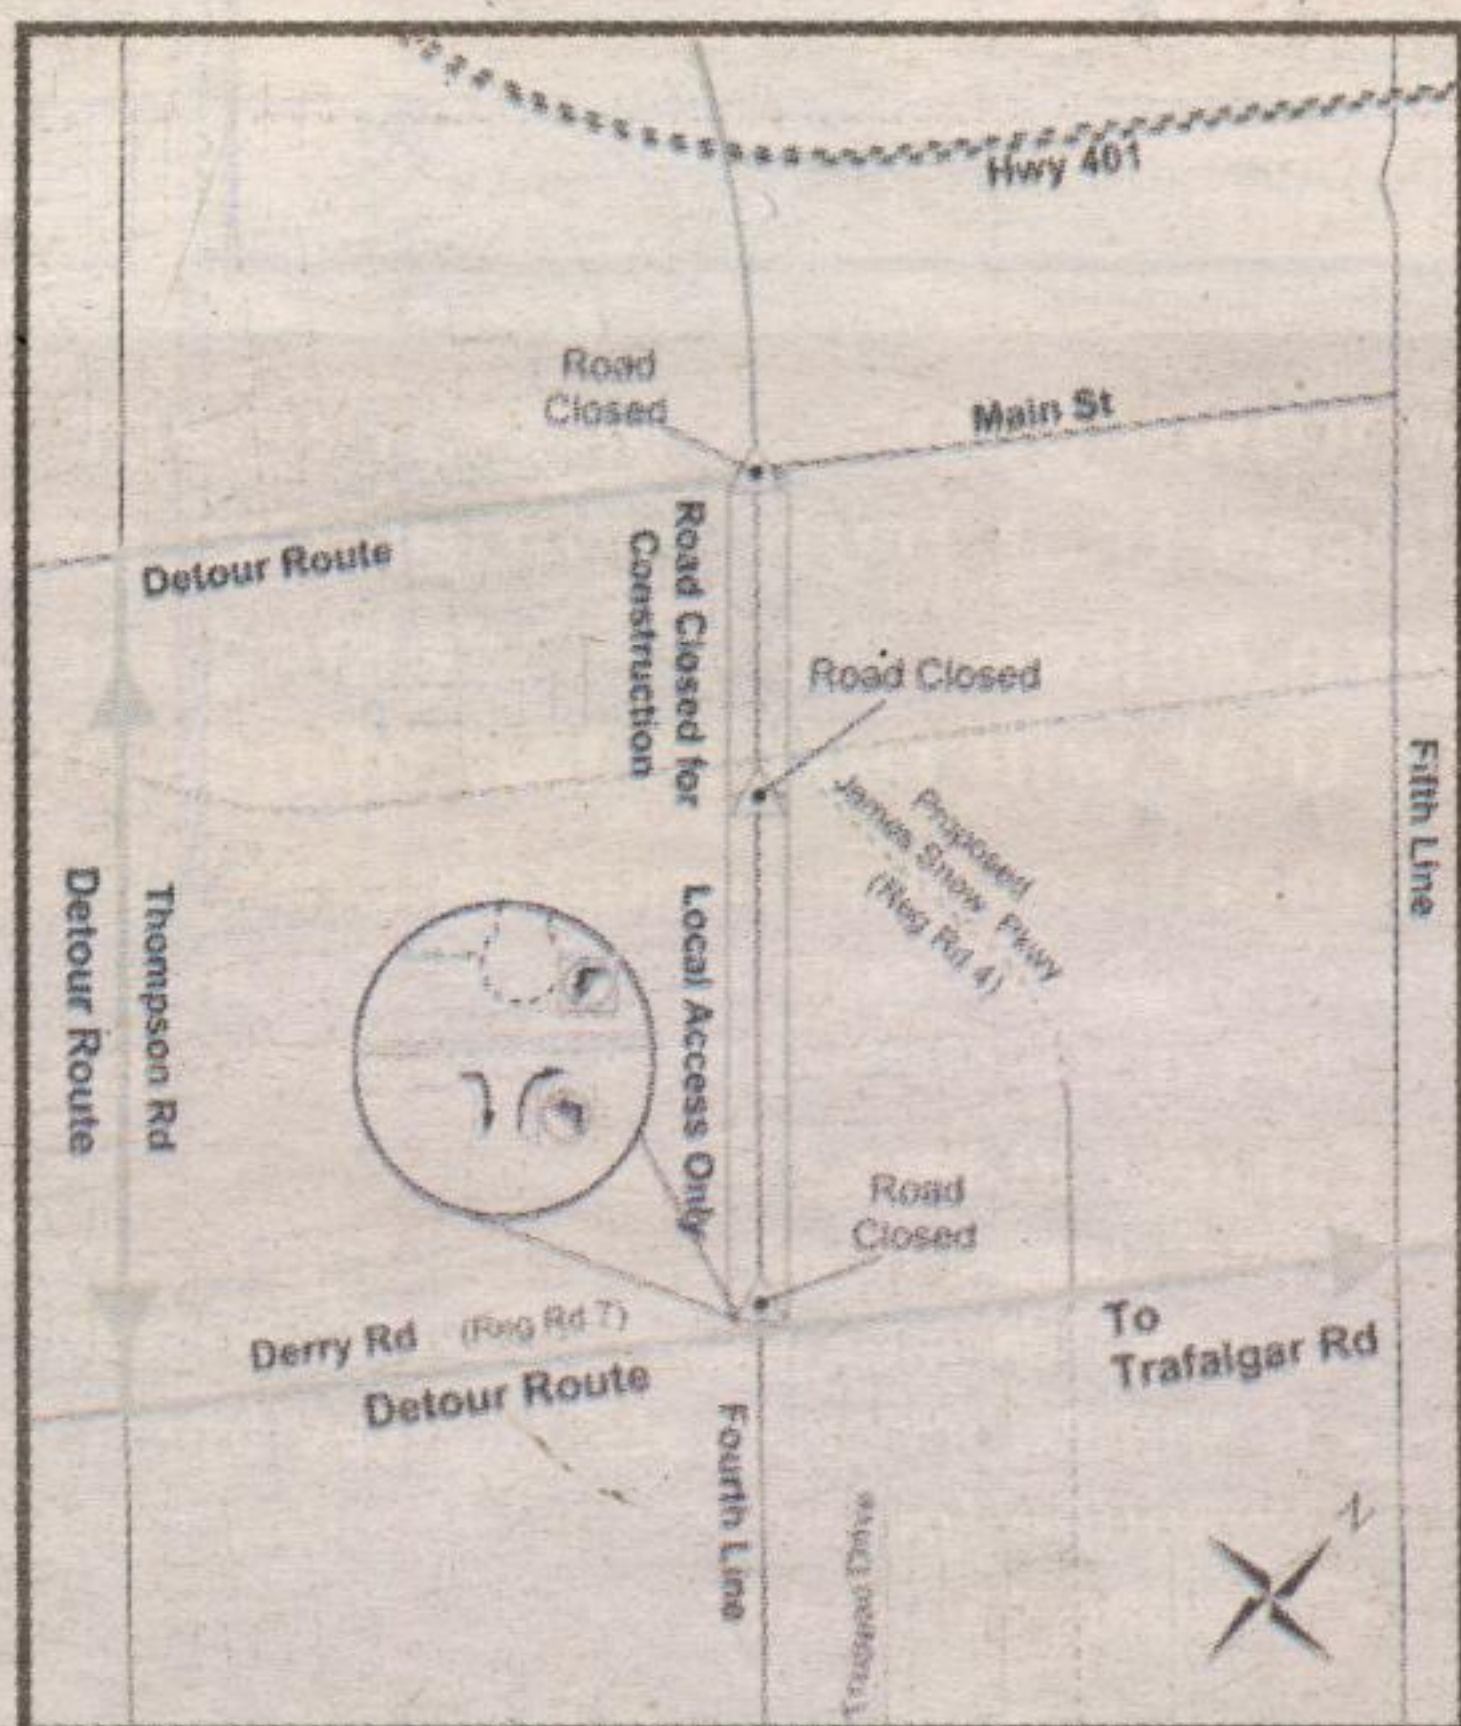 Hwy 401
Road
Closed
Main St
Detour Route
Road Closed for
Construction
Road Closed
Fifth Line
Proposed
James Snow Pkwy
(Reg Rd 4)
Local Access Only
Thompson Rd
Detour Route
Road
Closed
Derry Rd (Reg Rd 7)
Detour Route
To
Trafalgar Rd
Fourth Line
N